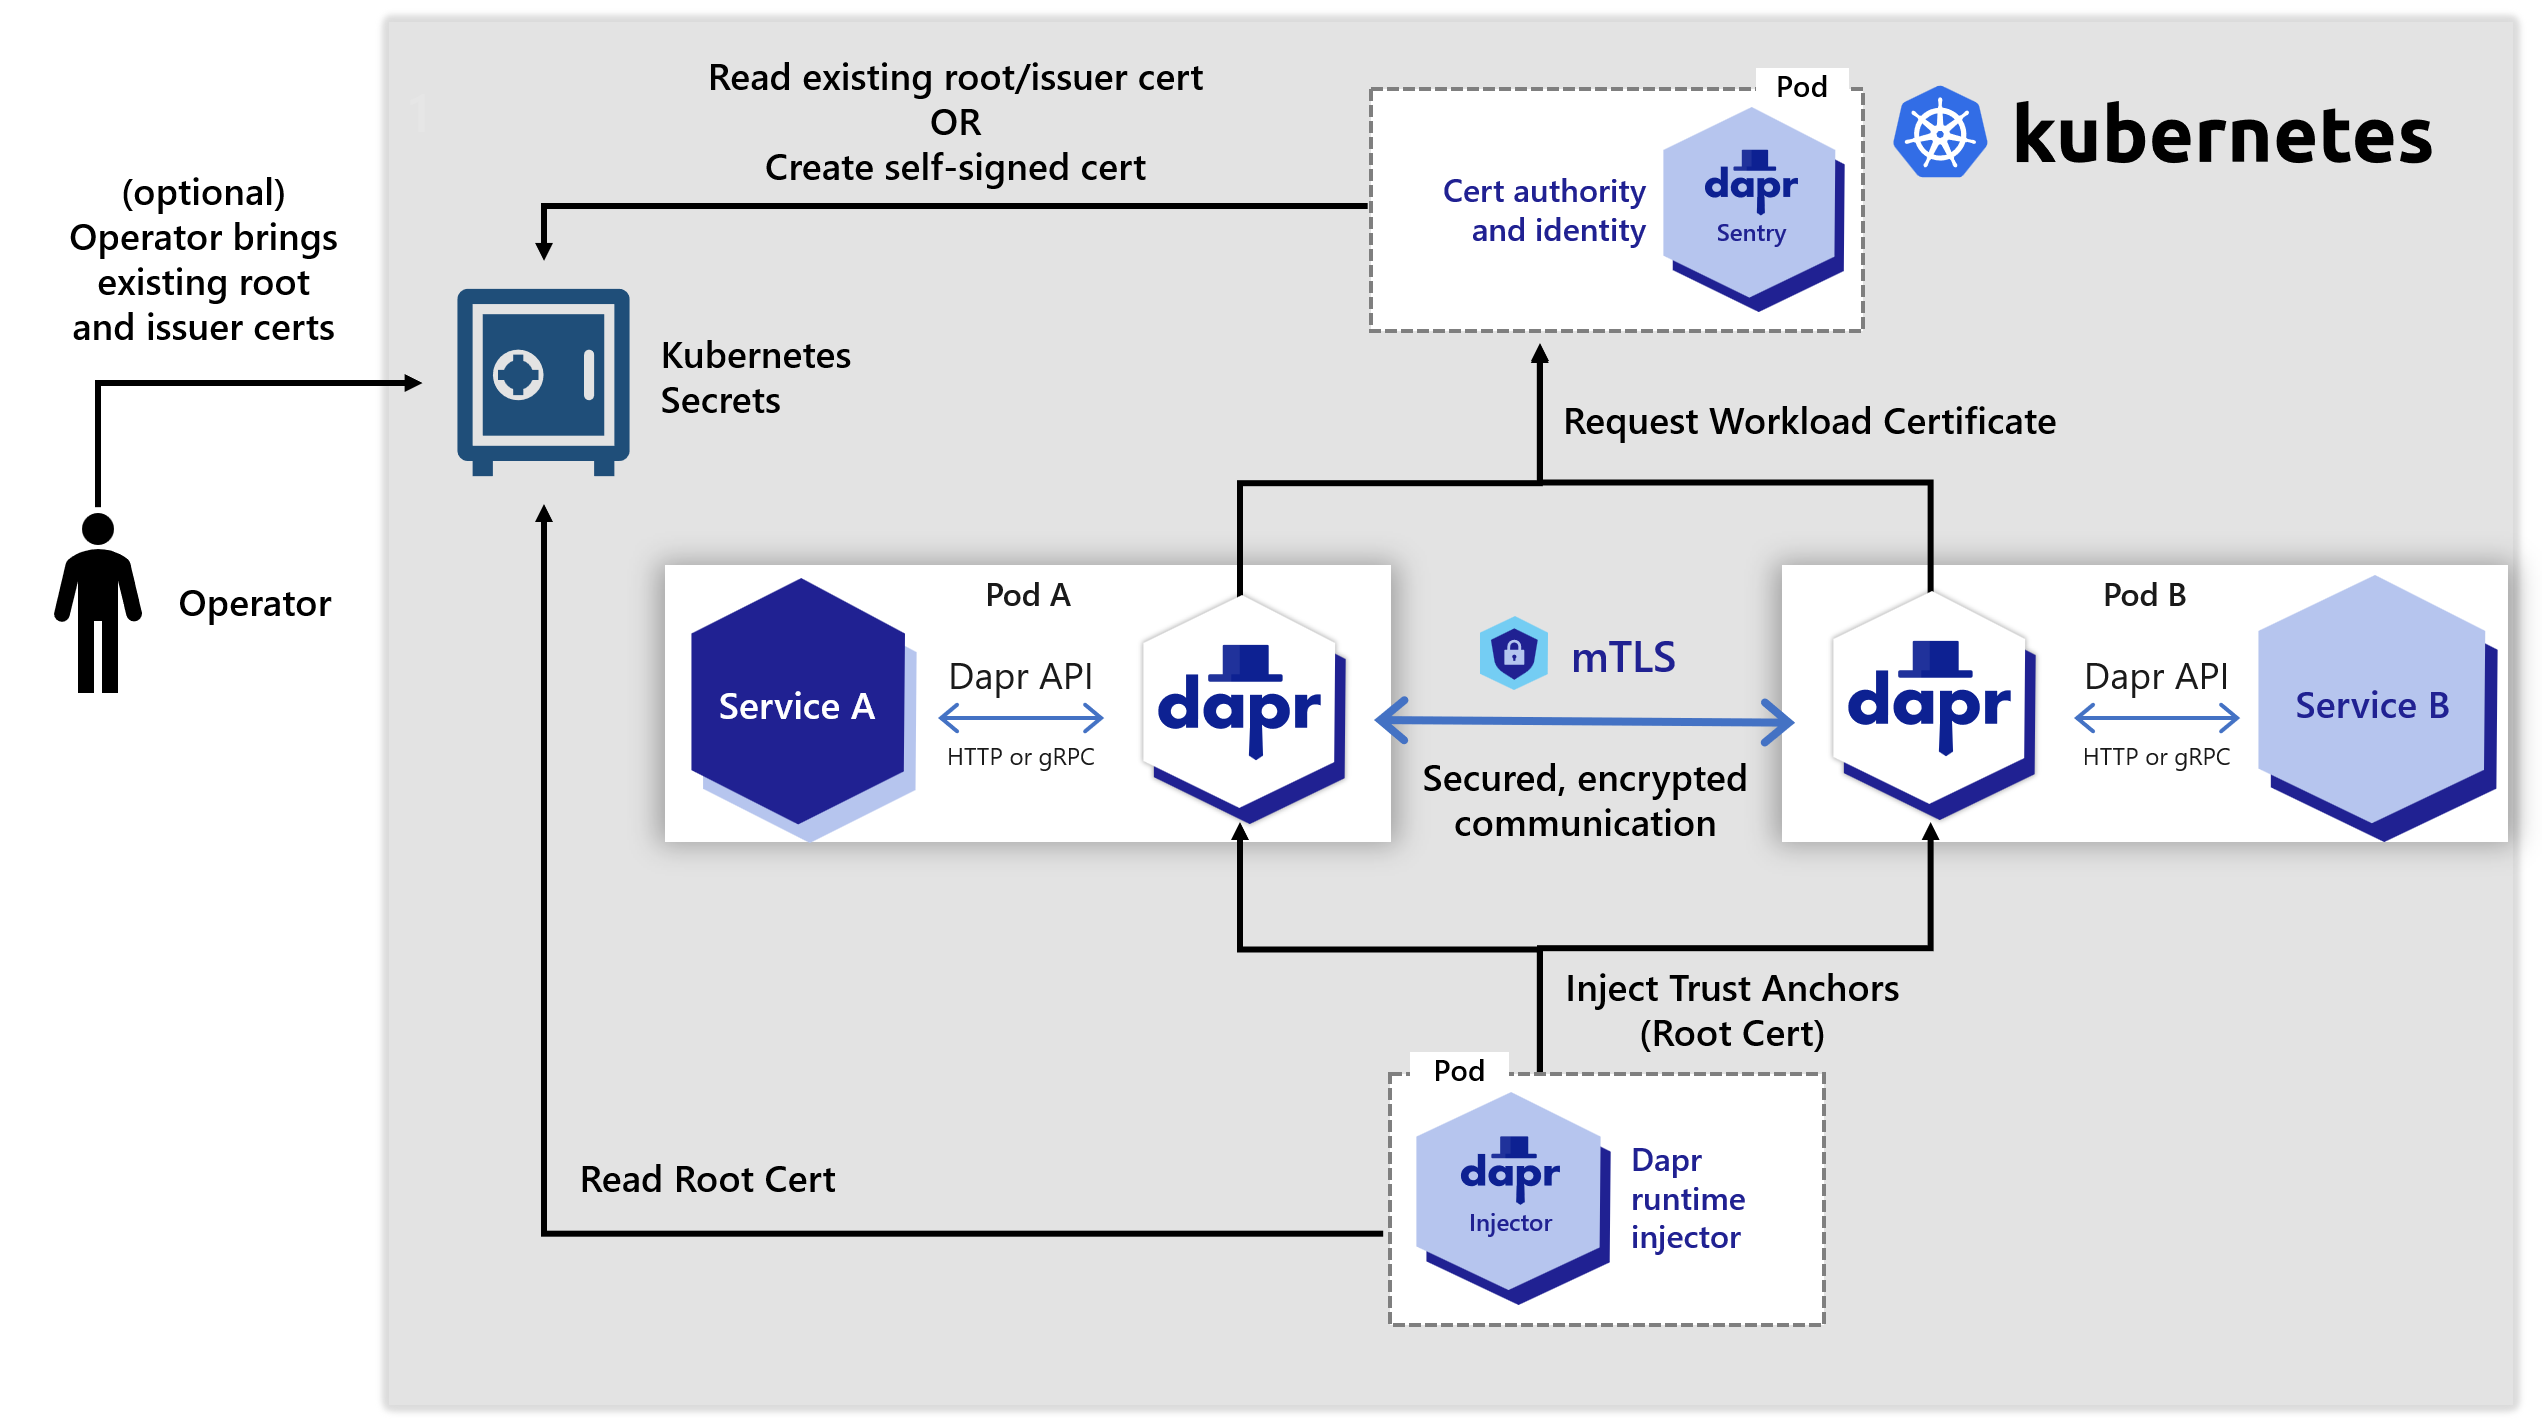 Read existing root/issuer cert
OR
Create self-signed cert
Pod
kubernetes
Cert authority
and identity
dapr
Sentry
1
(optional)
Operator brings
existing root
and issuer certs
Kubernetes
Secrets
Request Workload Certificate
Operator
Pod A
Service A
Dapr API
HTTP or gRPC
dapr
mTLS
Secured, encrypted
communication
Pod B
dapr
Dapr API
HTTP or gRPC
Service B
Inject Trust Anchors
(Root Cert)
Read Root Cert
Pod
dapr
Injector
Dapr
runtime
injector